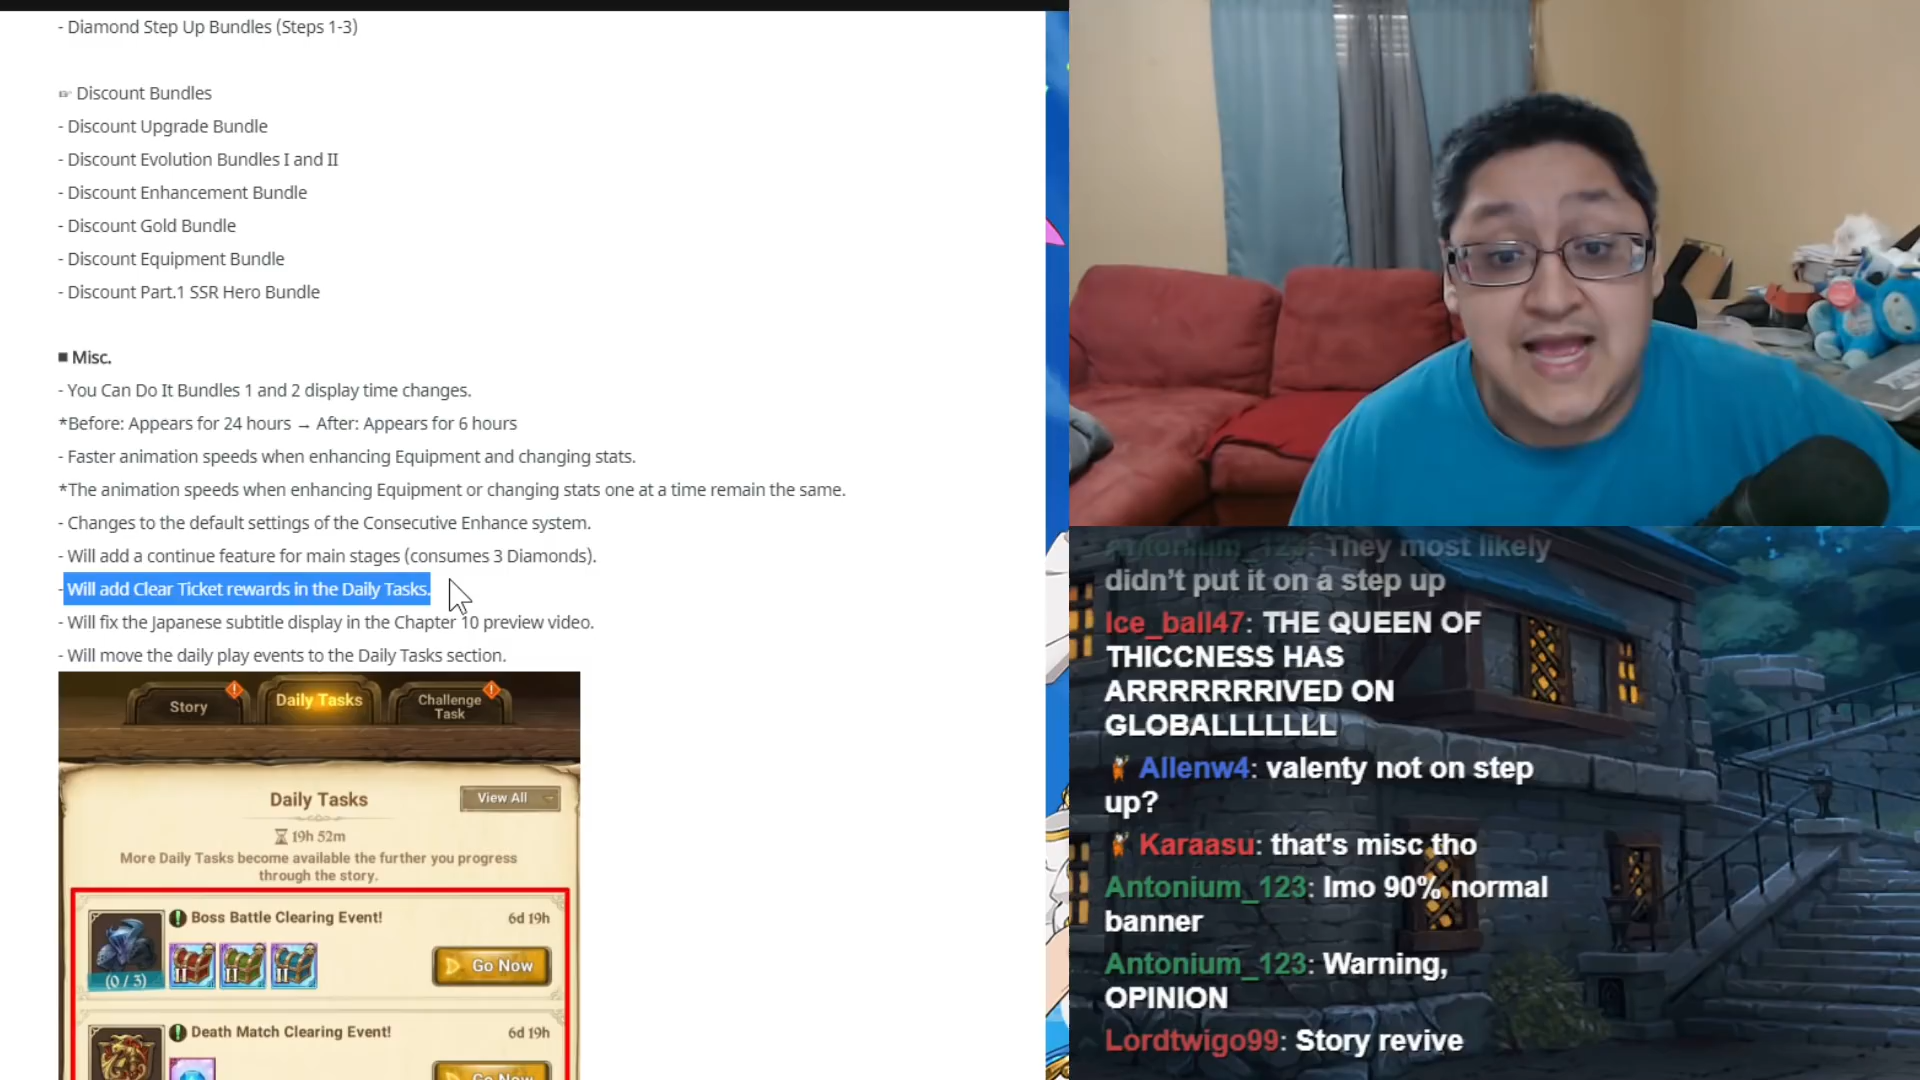 - Diamond Step Up Bundles (Steps 1-3)
☞ Discount Bundles
- Discount Upgrade Bundle
- Discount Evolution Bundles I and II
- Discount Enhancement Bundle
- Discount Gold Bundle
- Discount Equipment Bundle
- Discount Part.1 SSR Hero Bundle
■ Misc.
- You Can Do It Bundles 1 and 2 display time changes.
*Before: Appears for 24 hours → After: Appears for 6 hours
- Faster animation speeds when enhancing Equipment and changing stats.
*The animation speeds when enhancing Equipment or changing stats one at a time remain the same.
- Changes to the default settings of the Consecutive Enhance system.
- Will add a continue feature for main stages (consumes 3 Diamonds).
- Will add Clear Ticket rewards in the Daily Tasks.
- Will fix the Japanese subtitle display in the Chapter 10 preview video.
- Will move the daily play events to the Daily Tasks section.
Story
Daily Tasks
Challenge
Task
Daily Tasks
View All
19h 52m
More Daily Tasks become available the further you progress
through the story.
Boss Battle Clearing Event!
6d 19h
II
II
II
(0 / 3)
Go Now
Death Match Clearing Event!
6d 19h
Go Now
Antonium_123: They most likely
didn't put it on a step up
Ice_ball47: THE QUEEN OF
THICCNESS HAS
ARRRRRRRIVED ON
GLOBALLLLLLL
Allenw4: valenty not on step
up?
Karaasu: that's misc tho
Antonium_123: Imo 90% normal
banner
Antonium_123: Warning,
OPINION
Lordtwigo99: Story revive